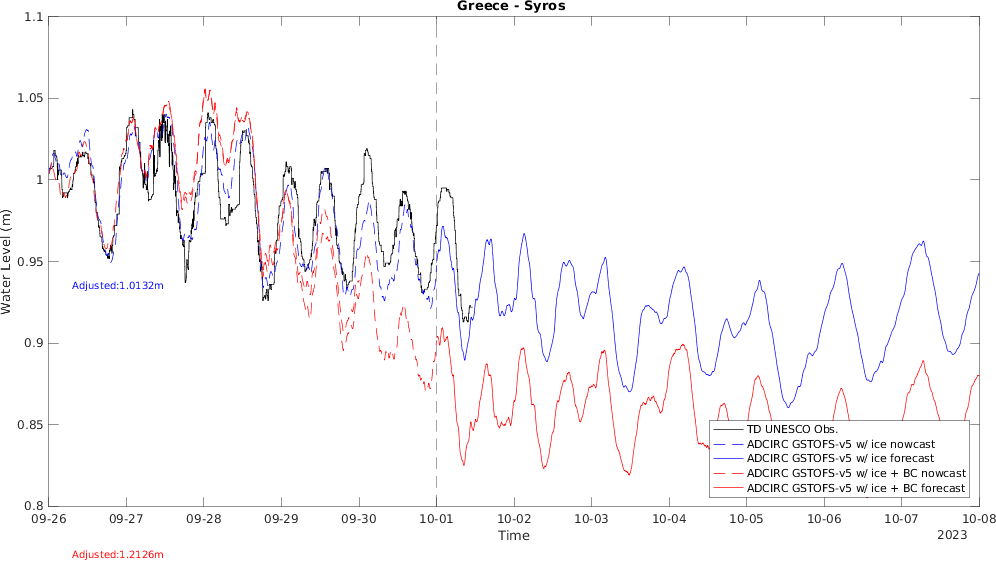 Greece - Syros
1.1
1.05
1
0.95
0.9
0.85
0.8
Water Level (m)
Adjusted:1.0132m
TD UNESCO Obs.
ADCIRC GSTOFS-v5 w/ ice nowcast
ADCIRC GSTOFS-v5 w/ ice forecast
ADCIRC GSTOFS-v5 w/ ice + BC nowcast
ADCIRC GSTOFS-v5 w/ ice + BC forecast
09-26 09-27 09-28 09-29 09-30 10-01 10-02 10-03 10-04 10-05 10-06 10-07 10-08
Time
2023
Adjusted:1.2126m